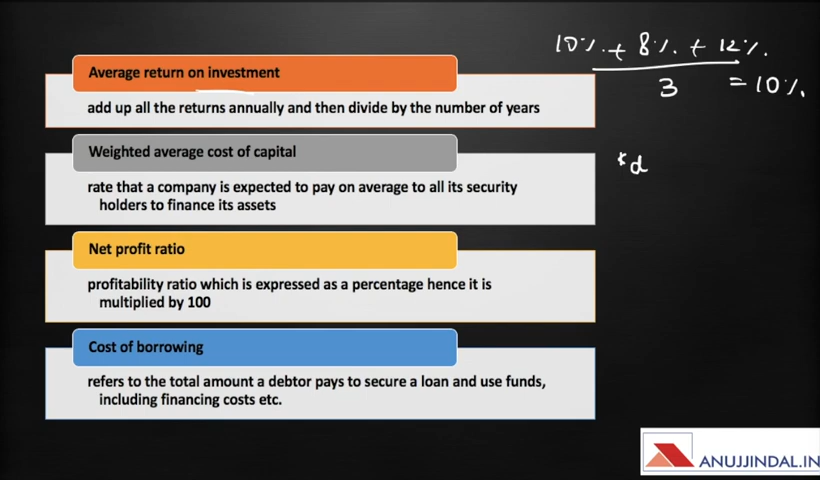 10% + 8% + 12%
3 = 10%
Average return on investment
add up all the returns annually and then divide by the number of years
Weighted average cost of capital
rate that a company is expected to pay on average to all its security
holders to finance its assets
Net profit ratio
profitability ratio which is expressed as a percentage hence it is
multiplied by 100
Cost of borrowing
refers to the total amount a debtor pays to secure a loan and use funds,
including financing costs etc.
ANUJJINDAL.IN